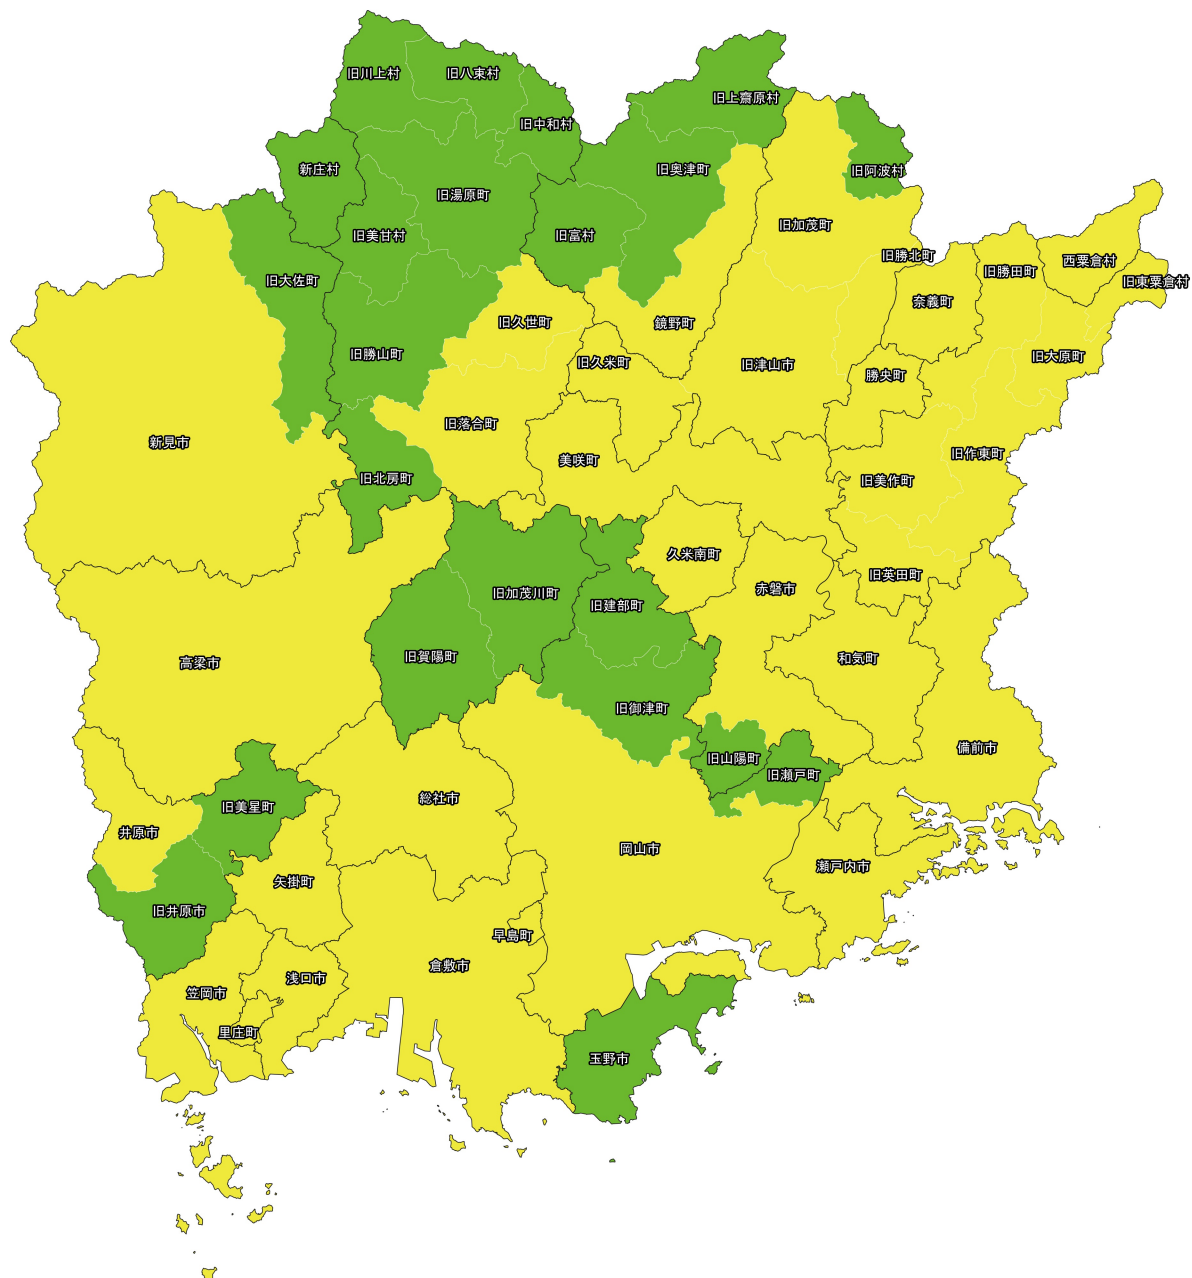 旧川上村
旧八束村
旧上齋原村
旧中和村
新庄村
旧奥津町
旧阿波村
旧湯原町
旧加茂町
旧美甘村
旧富村
旧勝北町
西粟倉村
旧勝田町
旧大佐町
旧東粟倉村
奈義町
旧久世町
鏡野町
旧勝山町
旧大原町
旧久米町
旧津山市
勝央町
旧落合町
新見市
旧作東町
美咲町
旧北房町
旧美作町
久米南町
旧英田町
赤磐市
旧加茂川町
旧建部町
旧賀陽町
和気町
高梁市
旧御津町
備前市
旧山陽町
旧瀬戸町
総社市
旧美星町
井原市
岡山市
瀬戸内市
矢掛町
旧井原市
早島町
倉敷市
浅口市
笠岡市
里庄町
玉野市